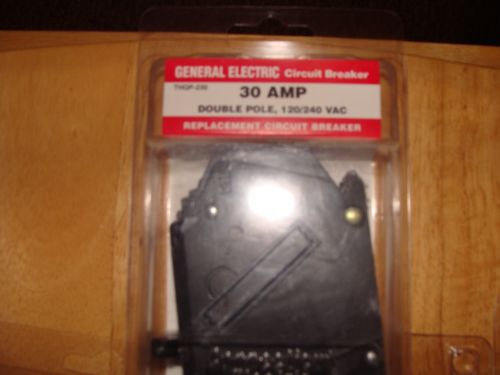 GENERAL ELECTRIC Circuit Breaker
THQP-230
30 AMP
DOUBLE POLE, 120/240 VAC
REPLACEMENT CIRCUIT BREAKER